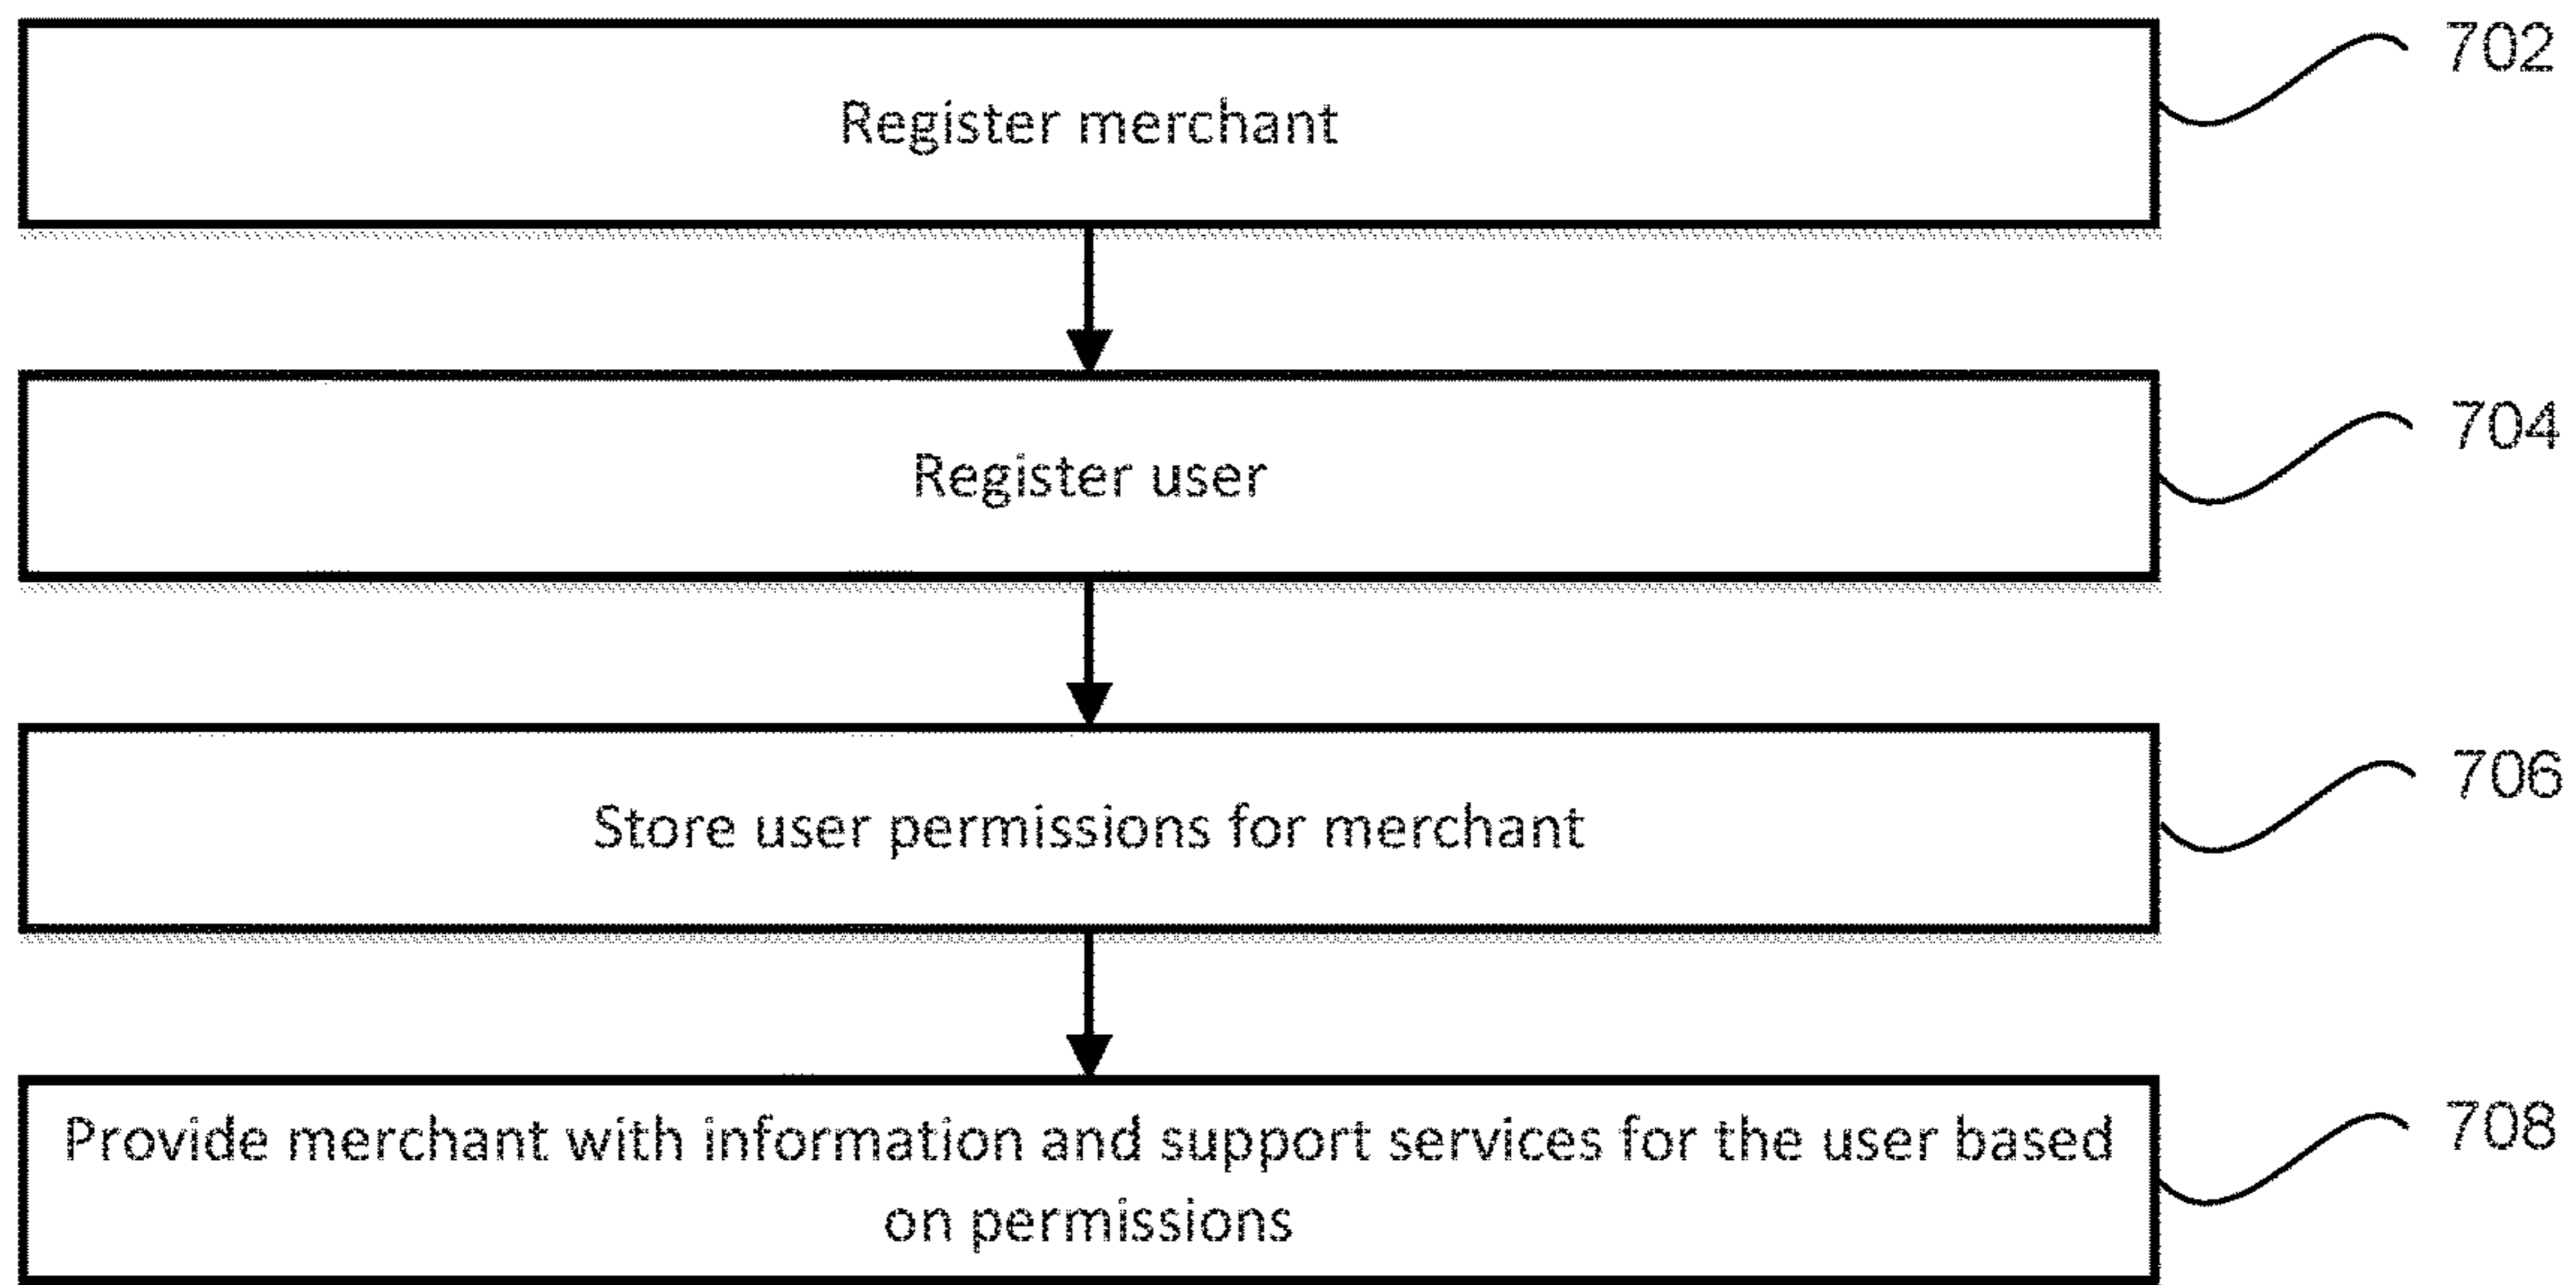 Register merchant
702
Register user
704
Store user permissions for merchant
706
Provide merchant with information and support services for the user based
on permissions
708